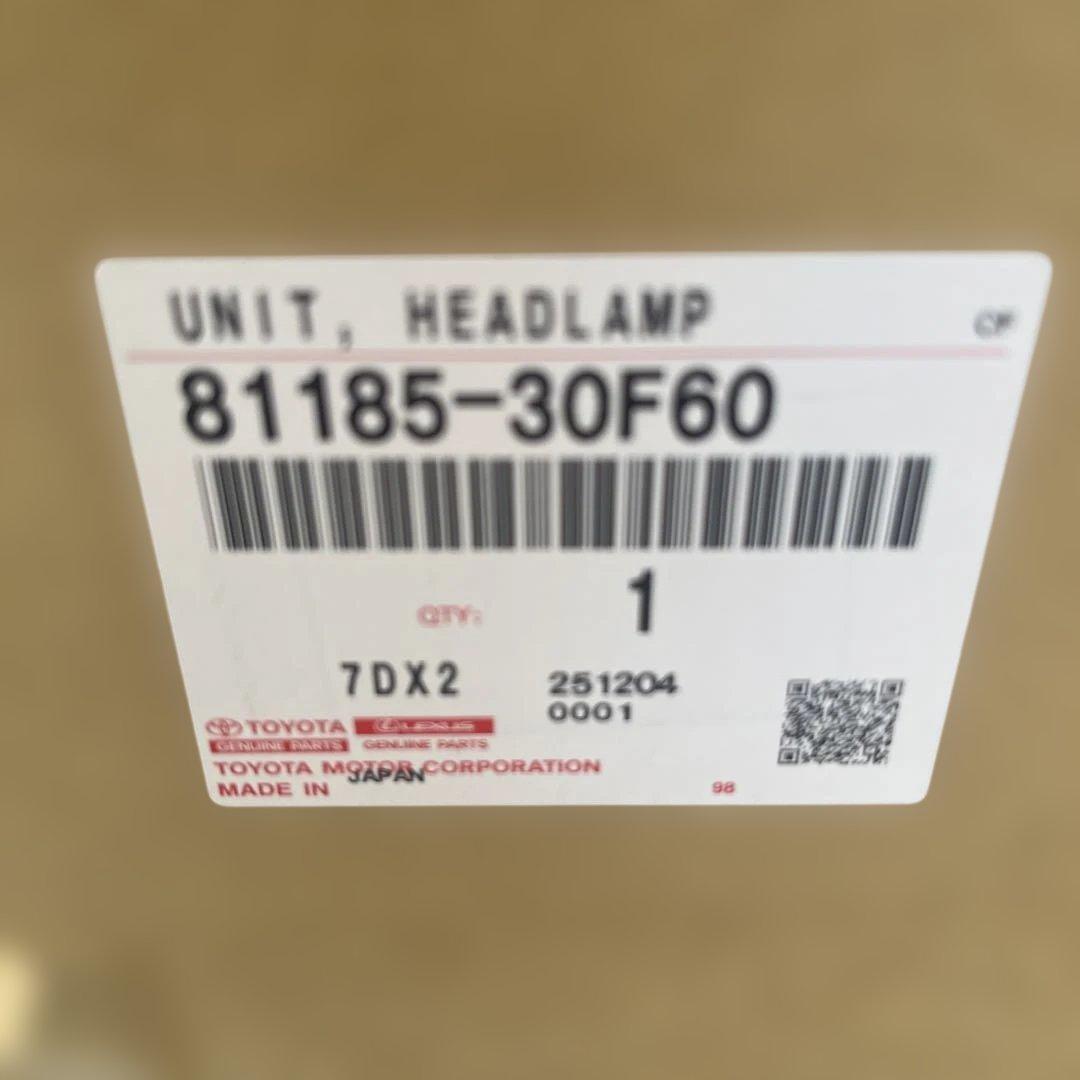 UNIT, HEADLAMP
CF
81185-30F60
QTY: 1
7DX2
251204
0001
TOYOTA LEXUS
GENUINE PARTS GENUINE PARTS
TOYOTA MOTOR CORPORATION
MADE IN JAPAN
98